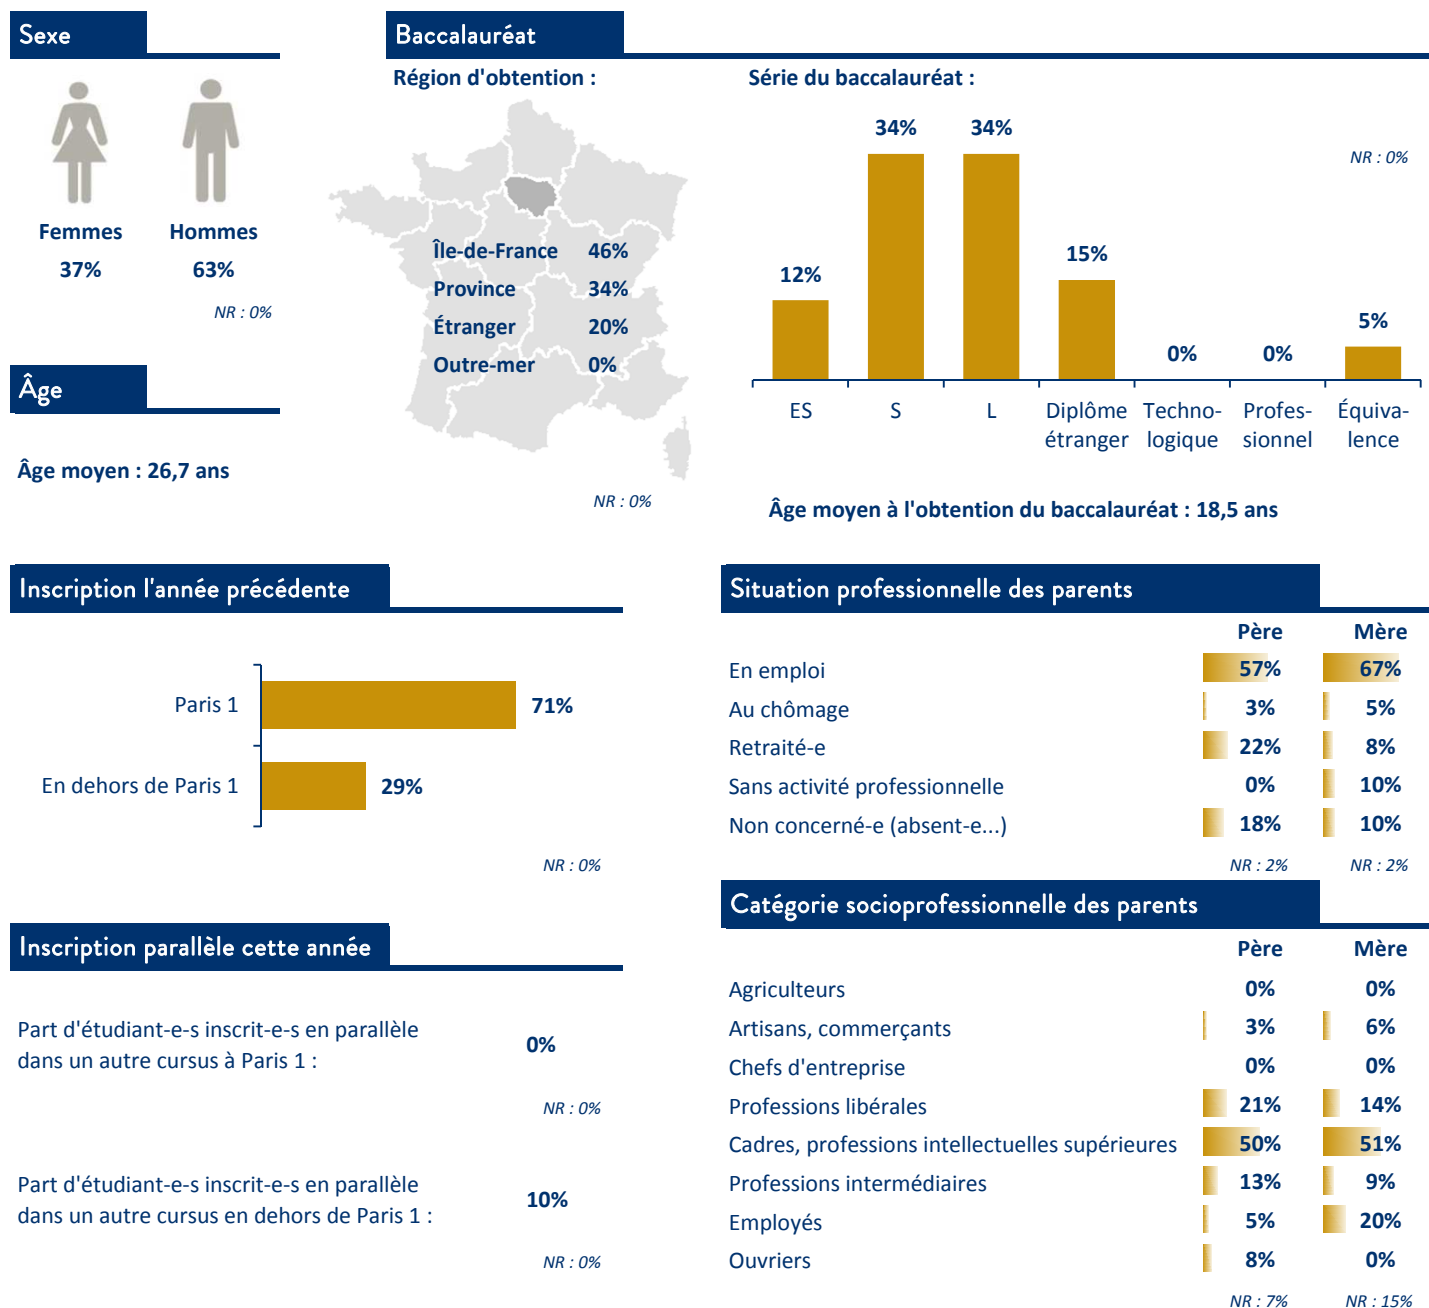 Sexe
Femmes Hommes
37% 63%
NR : 0%
Âge
Âge moyen : 26,7 ans
Baccalauréat
Région d'obtention :
Île-de-France 46%
Province 34%
Étranger 20%
Outre-mer 0%
NR : 0%
Série du baccalauréat :
NR : 0%
12% 34% 34% 15% 0% 0% 5%
ES S L Diplôme Techno- Profes- Équiva-
étranger logique sionnel lence
Âge moyen à l'obtention du baccalauréat : 18,5 ans
Inscription l'année précédente
Paris 1 71%
En dehors de Paris 1 29%
NR : 0%
Inscription parallèle cette année
Part d'étudiant-e-s inscrit-e-s en parallèle
dans un autre cursus à Paris 1 : 0%
NR : 0%
Part d'étudiant-e-s inscrit-e-s en parallèle
dans un autre cursus en dehors de Paris 1 : 10%
NR : 0%
Situation professionnelle des parents
Père Mère
En emploi 57% 67%
Au chômage 3% 5%
Retraité-e 22% 8%
Sans activité professionnelle 0% 10%
Non concerné-e (absent-e...) 18% 10%
NR : 2% NR : 2%
Catégorie socioprofessionnelle des parents
Père Mère
Agriculteurs 0% 0%
Artisans, commerçants 3% 6%
Chefs d'entreprise 0% 0%
Professions libérales 21% 14%
Cadres, professions intellectuelles supérieures 50% 51%
Professions intermédiaires 13% 9%
Employés 5% 20%
Ouvriers 8% 0%
NR : 7% NR : 15%